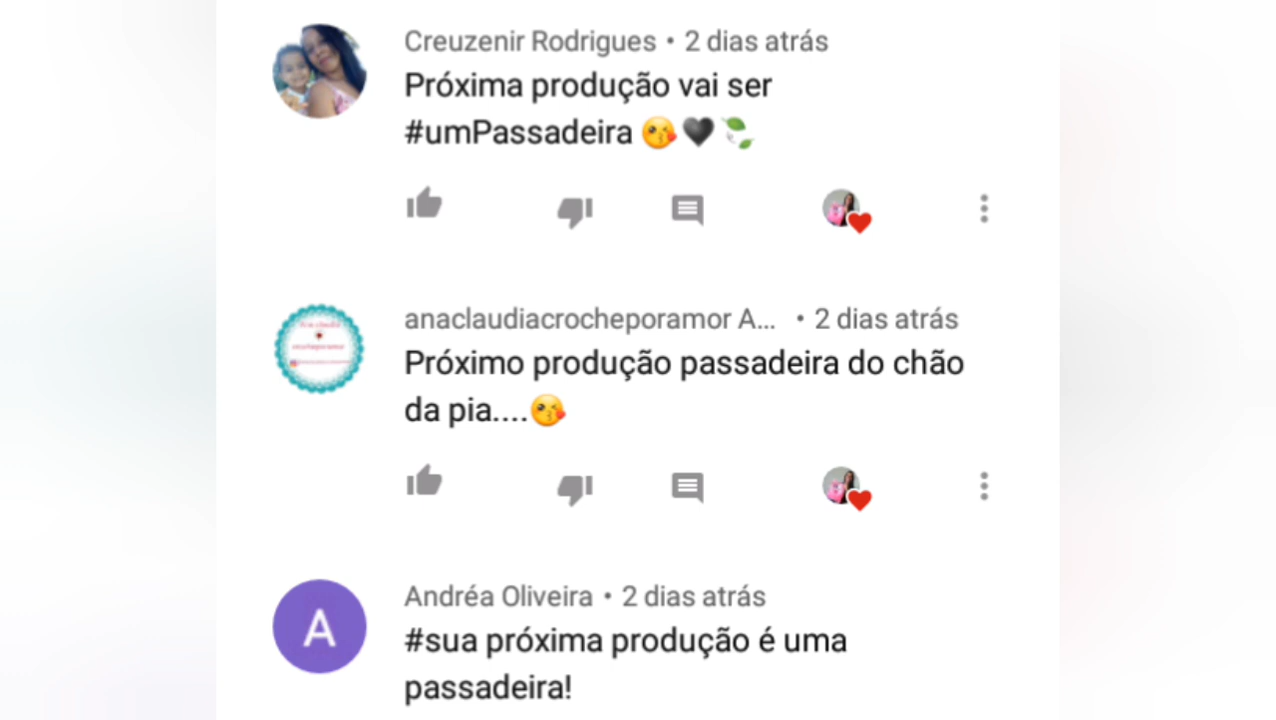 Creuzenir Rodrigues • 2 dias atrás
Próxima produção vai ser
#umPassadeira 😘🖤🍃
anaclaudiacrocheporamor A... • 2 dias atrás
Próximo produção passadeira do chão
da pia....😘
A
Andréa Oliveira • 2 dias atrás
#sua próxima produção é uma
passadeira!